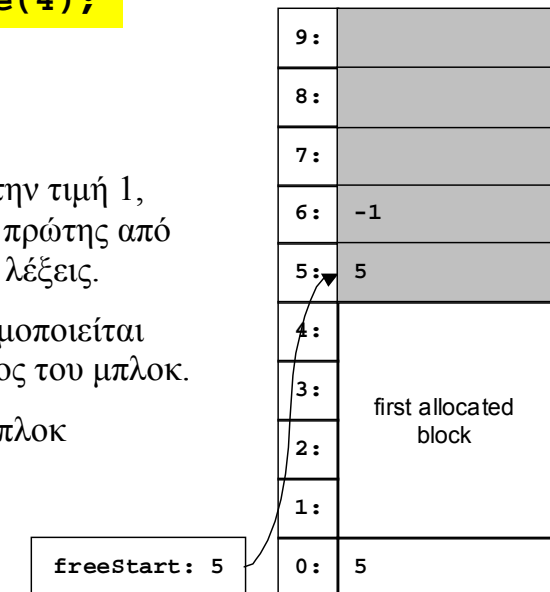 e(4);
την τιμή 1,
πρώτης από
λέξεις.
μοποιείται
ος του μπλοκ.
πλοκ
9:
8:
7:
6: -1
5: 5
4:
3:
first allocated
block
2:
1:
0: 5
freeStart: 5